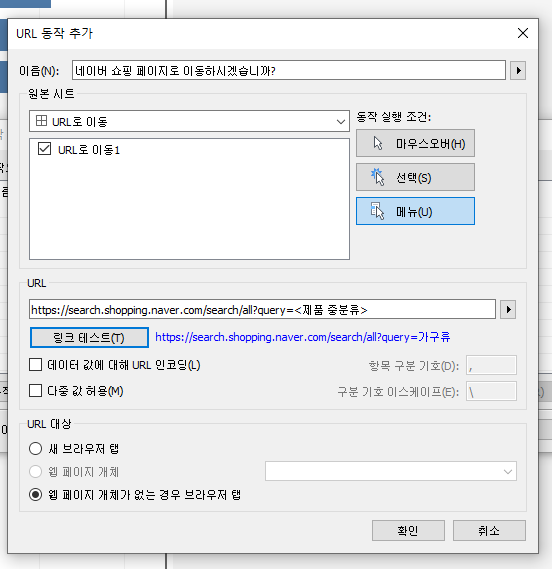 URL 동작 추가
이름(N): 네이버 쇼핑 페이지로 이동하시겠습니까?
원본 시트
URL로 이동
URL로 이동1
동작 실행 조건:
마우스오버(H)
선택(S)
메뉴(U)
URL
https://search.shopping.naver.com/search/all?query=<제품 중분류>
링크 테스트(T) https://search.shopping.naver.com/search/all?query=가구류
데이터 값에 대해 URL 인코딩(L) 항목 구분 기호(D): ,
다중 값 허용(M) 구분 기호 이스케이프(E): \
URL 대상
새 브라우저 탭
웹 페이지 개체
웹 페이지 개체가 없는 경우 브라우저 탭
확인 취소